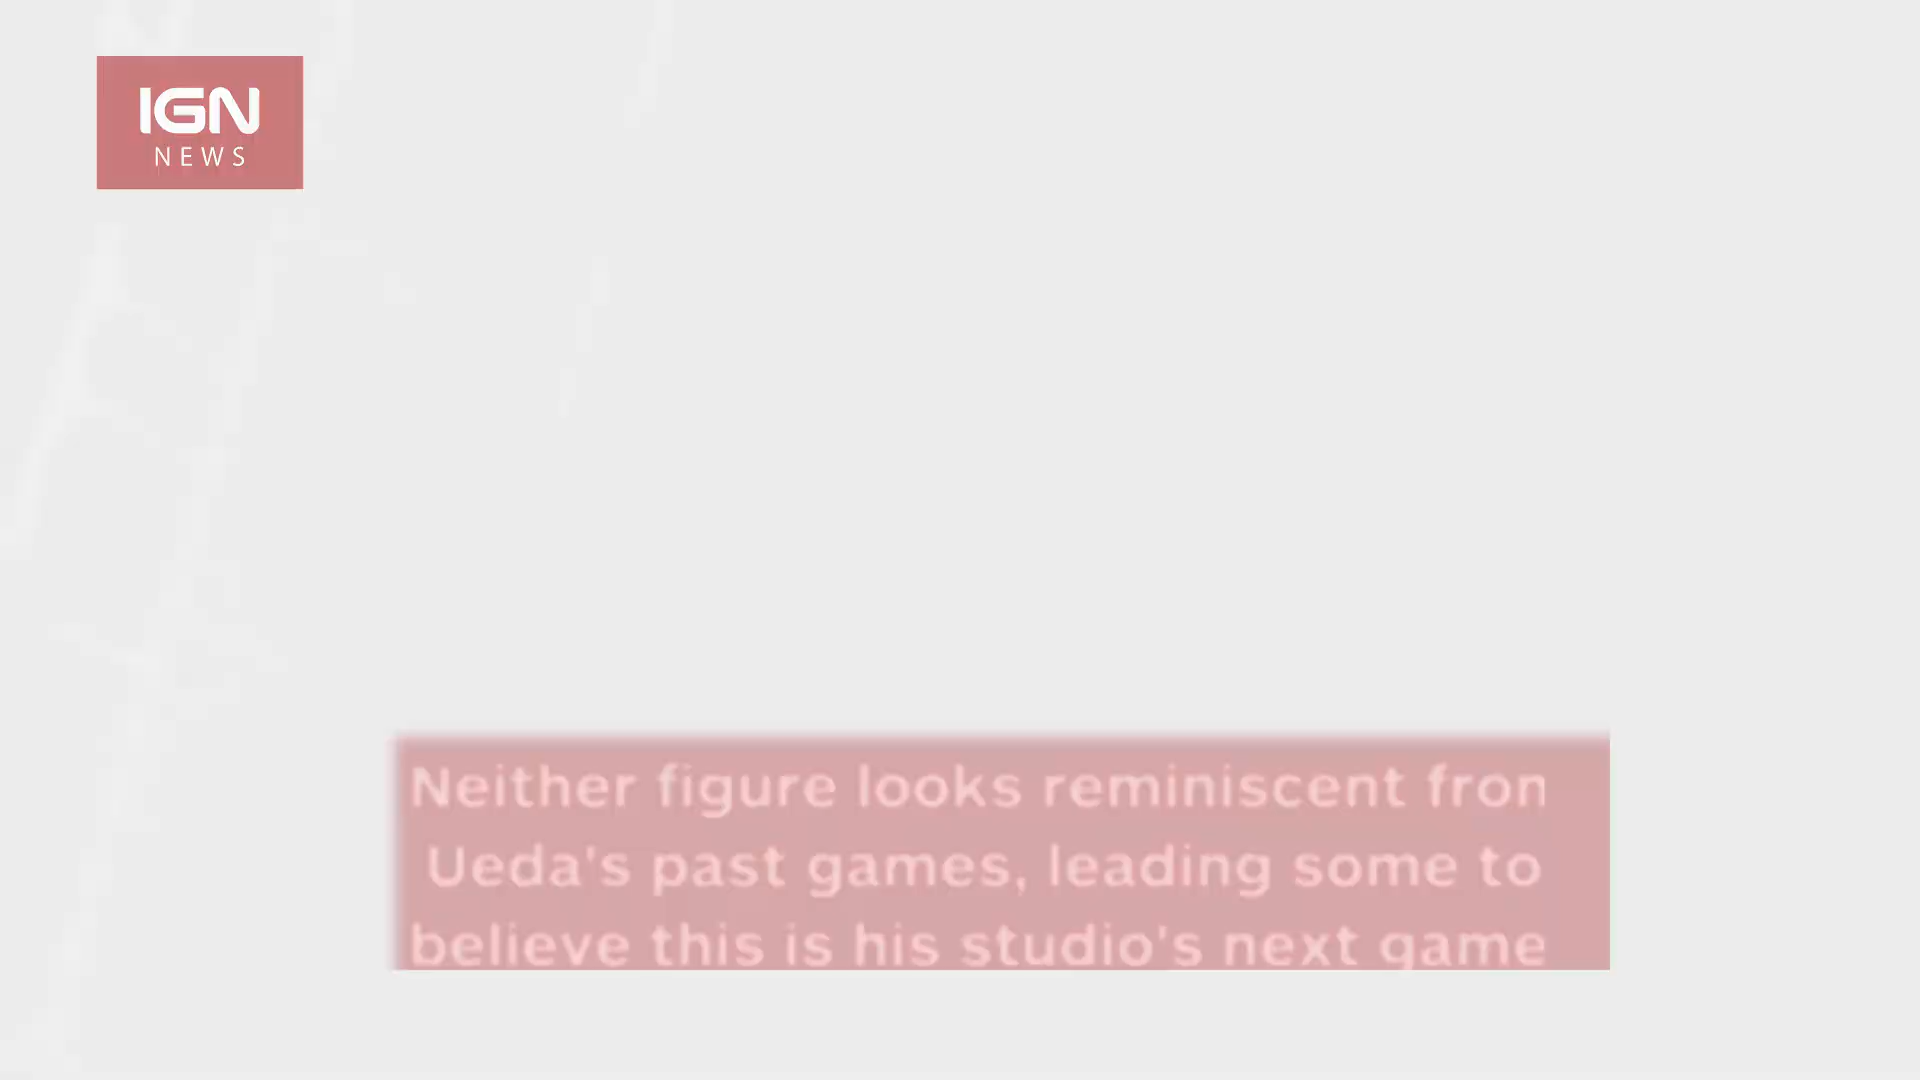 IGN
NEWS
Neither figure looks reminiscent fron
Ueda's past games, leading some to
believe this is his studio's next game